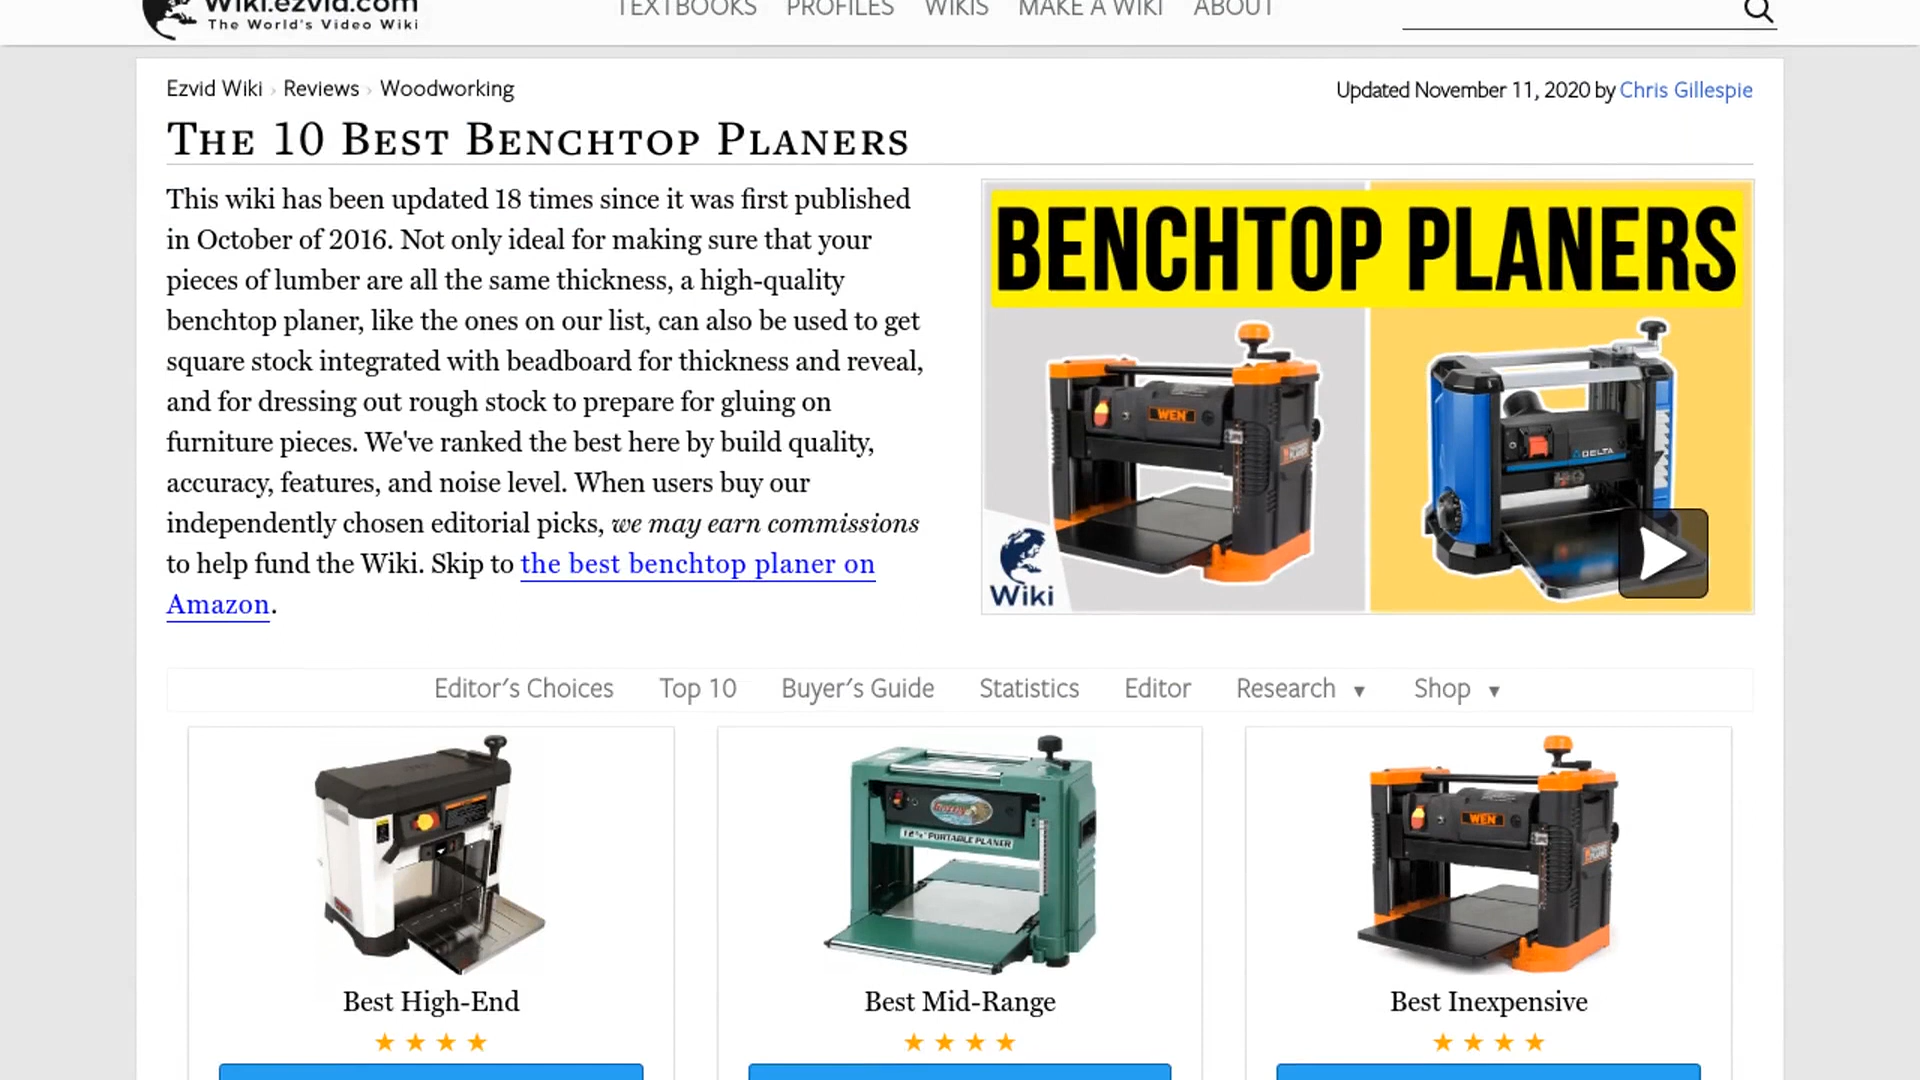 Wiki.ezvid.com
The World's Video Wiki
TEXTBOOKS PROFILES WIKIS MAKE A WIKI ABOUT
Ezvid Wiki › Reviews › Woodworking
Updated November 11, 2020 by Chris Gillespie
The 10 Best Benchtop Planers
This wiki has been updated 18 times since it was first published
in October of 2016. Not only ideal for making sure that your
pieces of lumber are all the same thickness, a high-quality
benchtop planer, like the ones on our list, can also be used to get
square stock integrated with beadboard for thickness and reveal,
and for dressing out rough stock to prepare for gluing on
furniture pieces. We've ranked the best here by build quality,
accuracy, features, and noise level. When users buy our
independently chosen editorial picks, we may earn commissions
to help fund the Wiki. Skip to the best benchtop planer on
Amazon.
BENCHTOP PLANERS
WEN
DELTA
Wiki
Editor's Choices Top 10 Buyer's Guide Statistics Editor Research ▼ Shop ▼
PORTABLE PLANER
WEN
Best High-End
Best Mid-Range
Best Inexpensive